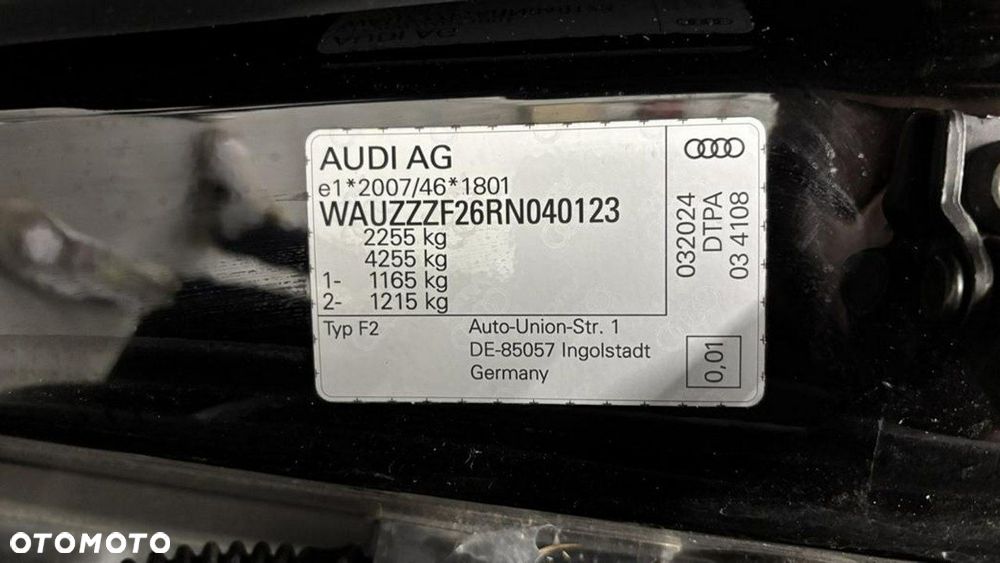 AUDI AG
e1*2007/46*1801
WAUZZZF26RN040123
2255 kg
4255 kg
1- 1165 kg
2- 1215 kg
Typ F2
Auto-Union-Str. 1
DE-85057 Ingolstadt
Germany
032024
DTPA
03 4108
0,01
OTOMOTO